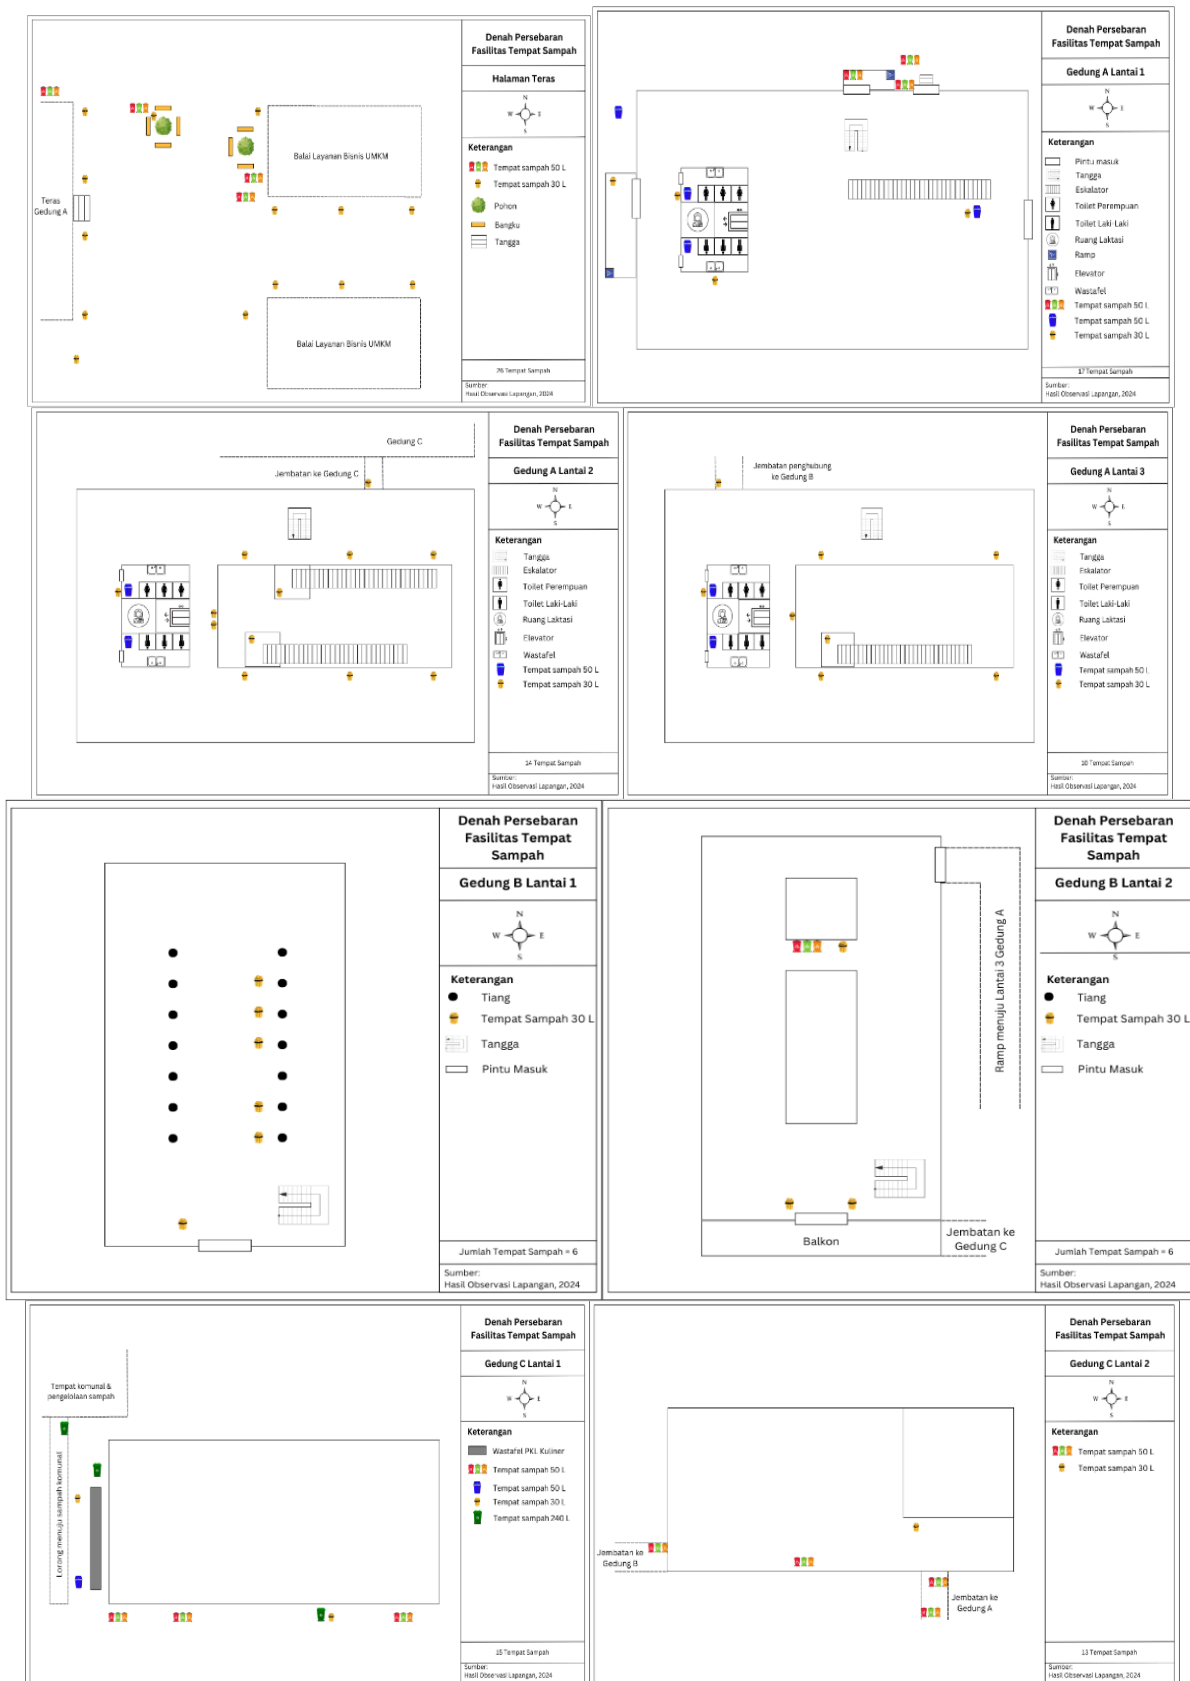 Denah Persebaran
Fasilitas Tempat Sampah
Halaman Teras
N
W E
S
Keterangan
Tempat sampah 50 L
Tempat sampah 30 L
Pohon
Bangku
Tangga
Teras
Gedung A
Balai Layanan Bisnis UMKM
Balai Layanan Bisnis UMKM
26 Tempat Sampah
Sumber
Hasil Observasi Lapangan, 2024
Denah Persebaran
Fasilitas Tempat Sampah
Gedung A Lantai 1
N
W E
S
Keterangan
Pintu masuk
Tangga
Eskalator
Toilet Perempuan
Toilet Laki-Laki
Ruang Laktasi
Ramp
Elevator
Wastafel
Tempat sampah 50 L
Tempat sampah 50 L
Tempat sampah 30 L
17 Tempat Sampah
Sumber:
Hasil Observasi Lapangan, 2024
Denah Persebaran
Fasilitas Tempat Sampah
Gedung A Lantai 2
N
W E
S
Keterangan
Tangga
Eskalator
Toilet Perempuan
Toilet Laki-Laki
Ruang Laktasi
Elevator
Wastafel
Tempat sampah 50 L
Tempat sampah 30 L
Gedung C
Jembatan ke Gedung C
14 Tempat Sampah
Sumber:
Hasil Observasi Lapangan, 2024
Denah Persebaran
Fasilitas Tempat Sampah
Gedung A Lantai 3
N
W E
S
Keterangan
Tangga
Eskalator
Toilet Perempuan
Toilet Laki-Laki
Ruang Laktasi
Elevator
Wastafel
Tempat sampah 50 L
Tempat sampah 30 L
Jembatan penghubung
ke Gedung B
10 Tempat Sampah
Sumber:
Hasil Observasi Lapangan, 2024
Denah Persebaran
Fasilitas Tempat
Sampah
Gedung B Lantai 1
N
W E
S
Keterangan
Tiang
Tempat Sampah 30 L
Tangga
Pintu Masuk
Jumlah Tempat Sampah = 6
Sumber:
Hasil Observasi Lapangan, 2024
Denah Persebaran
Fasilitas Tempat
Sampah
Gedung B Lantai 2
N
W E
S
Keterangan
Tiang
Tempat Sampah 30 L
Tangga
Pintu Masuk
Ramp menuju Lantai 3 Gedung A
Balkon
Jembatan ke
Gedung C
Jumlah Tempat Sampah = 6
Sumber:
Hasil Observasi Lapangan, 2024
Denah Persebaran
Fasilitas Tempat Sampah
Gedung C Lantai 1
N
W E
S
Keterangan
Wastafel PKL Kuliner
Tempat sampah 50 L
Tempat sampah 50 L
Tempat sampah 30 L
Tempat sampah 240 L
Tempat komunal &
pengelolaan sampah
Lorong menuju sampah komunal
15 Tempat Sampah
Sumber:
Hasil Observasi Lapangan, 2024
Denah Persebaran
Fasilitas Tempat Sampah
Gedung C Lantai 2
N
W E
S
Keterangan
Tempat sampah 50 L
Tempat sampah 30 L
Jembatan ke
Gedung B
Jembatan ke
Gedung A
13 Tempat Sampah
Sumber:
Hasil Observasi Lapangan, 2024